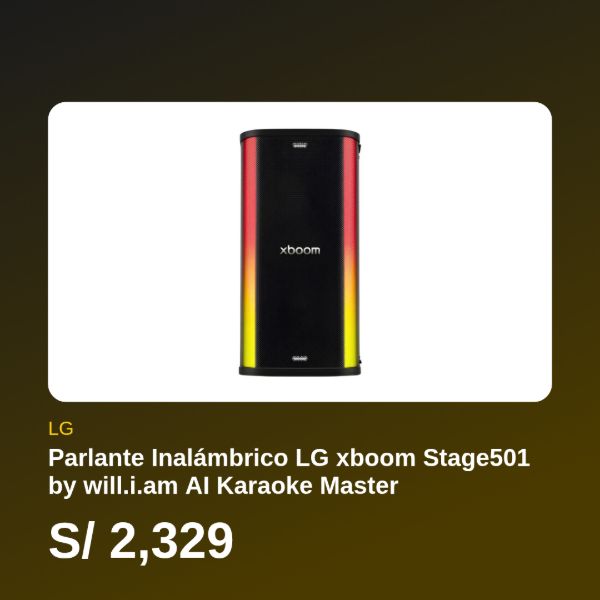 xboom
LG
Parlante Inalámbrico LG xboom Stage501
by will.i.am AI Karaoke Master
S/ 2,329